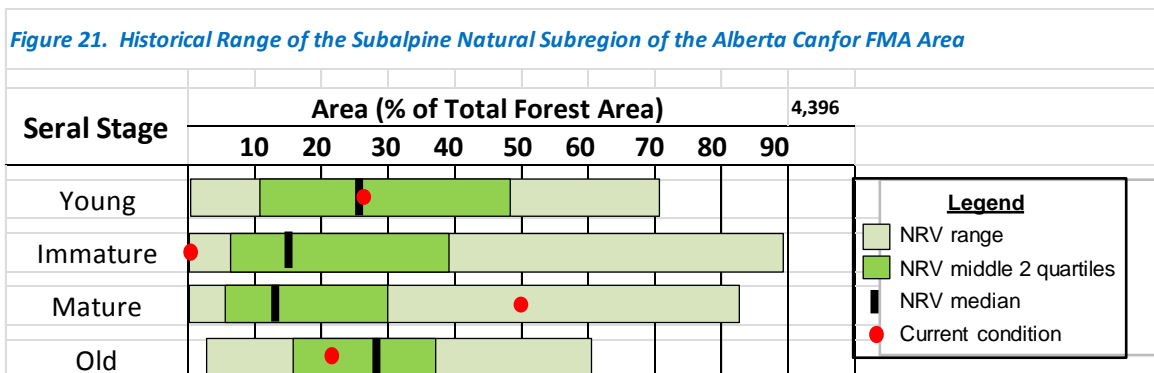 Figure 21. Historical Range of the Subalpine Natural Subregion of the Alberta Canfor FMA Area
Seral Stage
Area (% of Total Forest Area)
4,396
10 20 30 40 50 60 70 80 90
Young
Immature
Mature
Old
Legend
NRV range
NRV middle 2 quartiles
NRV median
Current condition